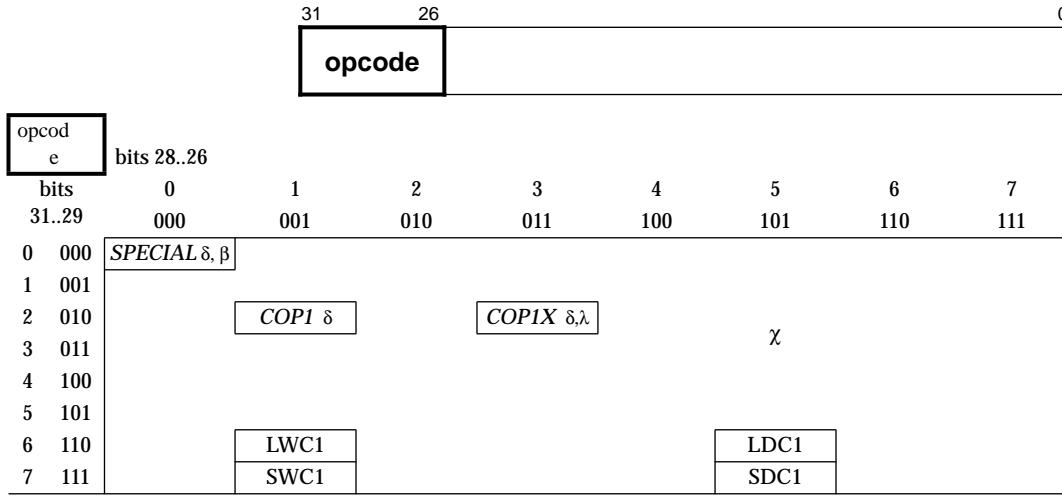 31 26 0
opcode
opcod
e bits 28..26
bits 0 1 2 3 4 5 6 7
31..29 000 001 010 011 100 101 110 111
0 000 SPECIAL δ, β
1 001
2 010 COP1 δ COP1X δ,λ
χ
3 011
4 100
5 101
6 110 LWC1 LDC1
7 111 SWC1 SDC1